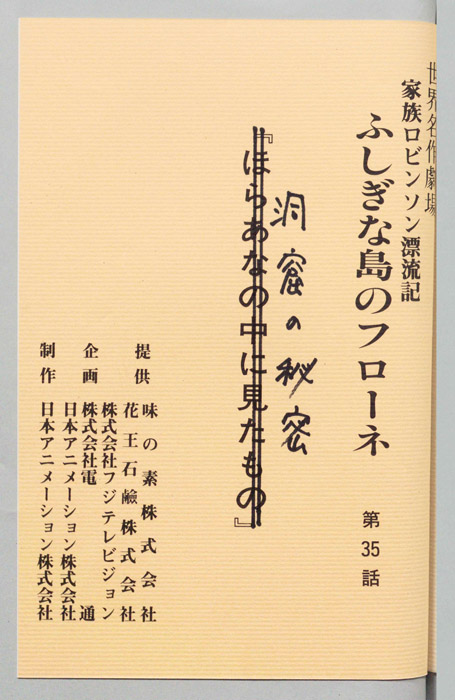 世界名作劇場
家族ロビンソン漂流記
ふしぎな島のフローネ
第35話
洞窟の秘密
『ほらあなの中に見たもの』
提供 味の素株式会社
花王石鹸株式会社
株式会社フジテレビジョン
企画 株式会社電通
日本アニメーション株式会社
制作 日本アニメーション株式会社